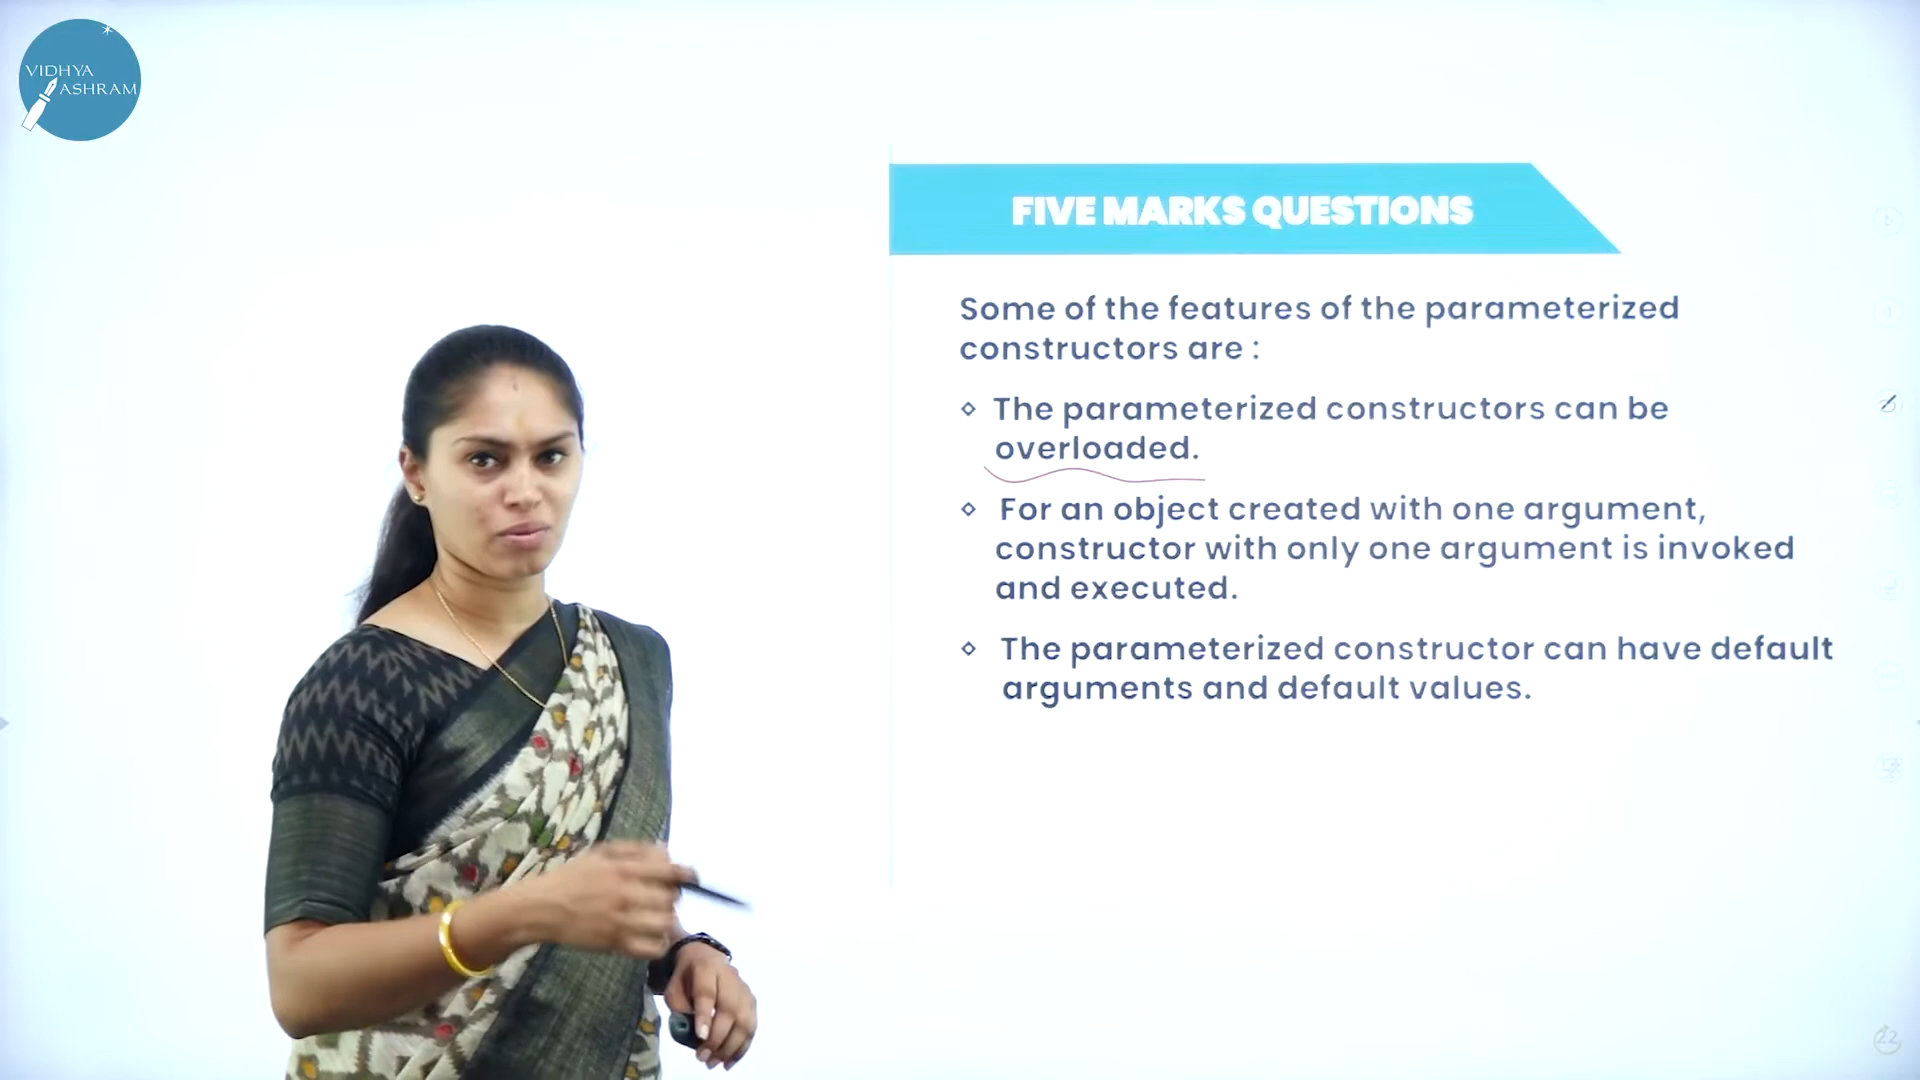 VIDHYA
ASHRAM
FIVE MARKS QUESTIONS
Some of the features of the parameterized
constructors are :
The parameterized constructors can be
overloaded.
For an object created with one argument,
constructor with only one argument is invoked
and executed.
The parameterized constructor can have default
arguments and default values.
22